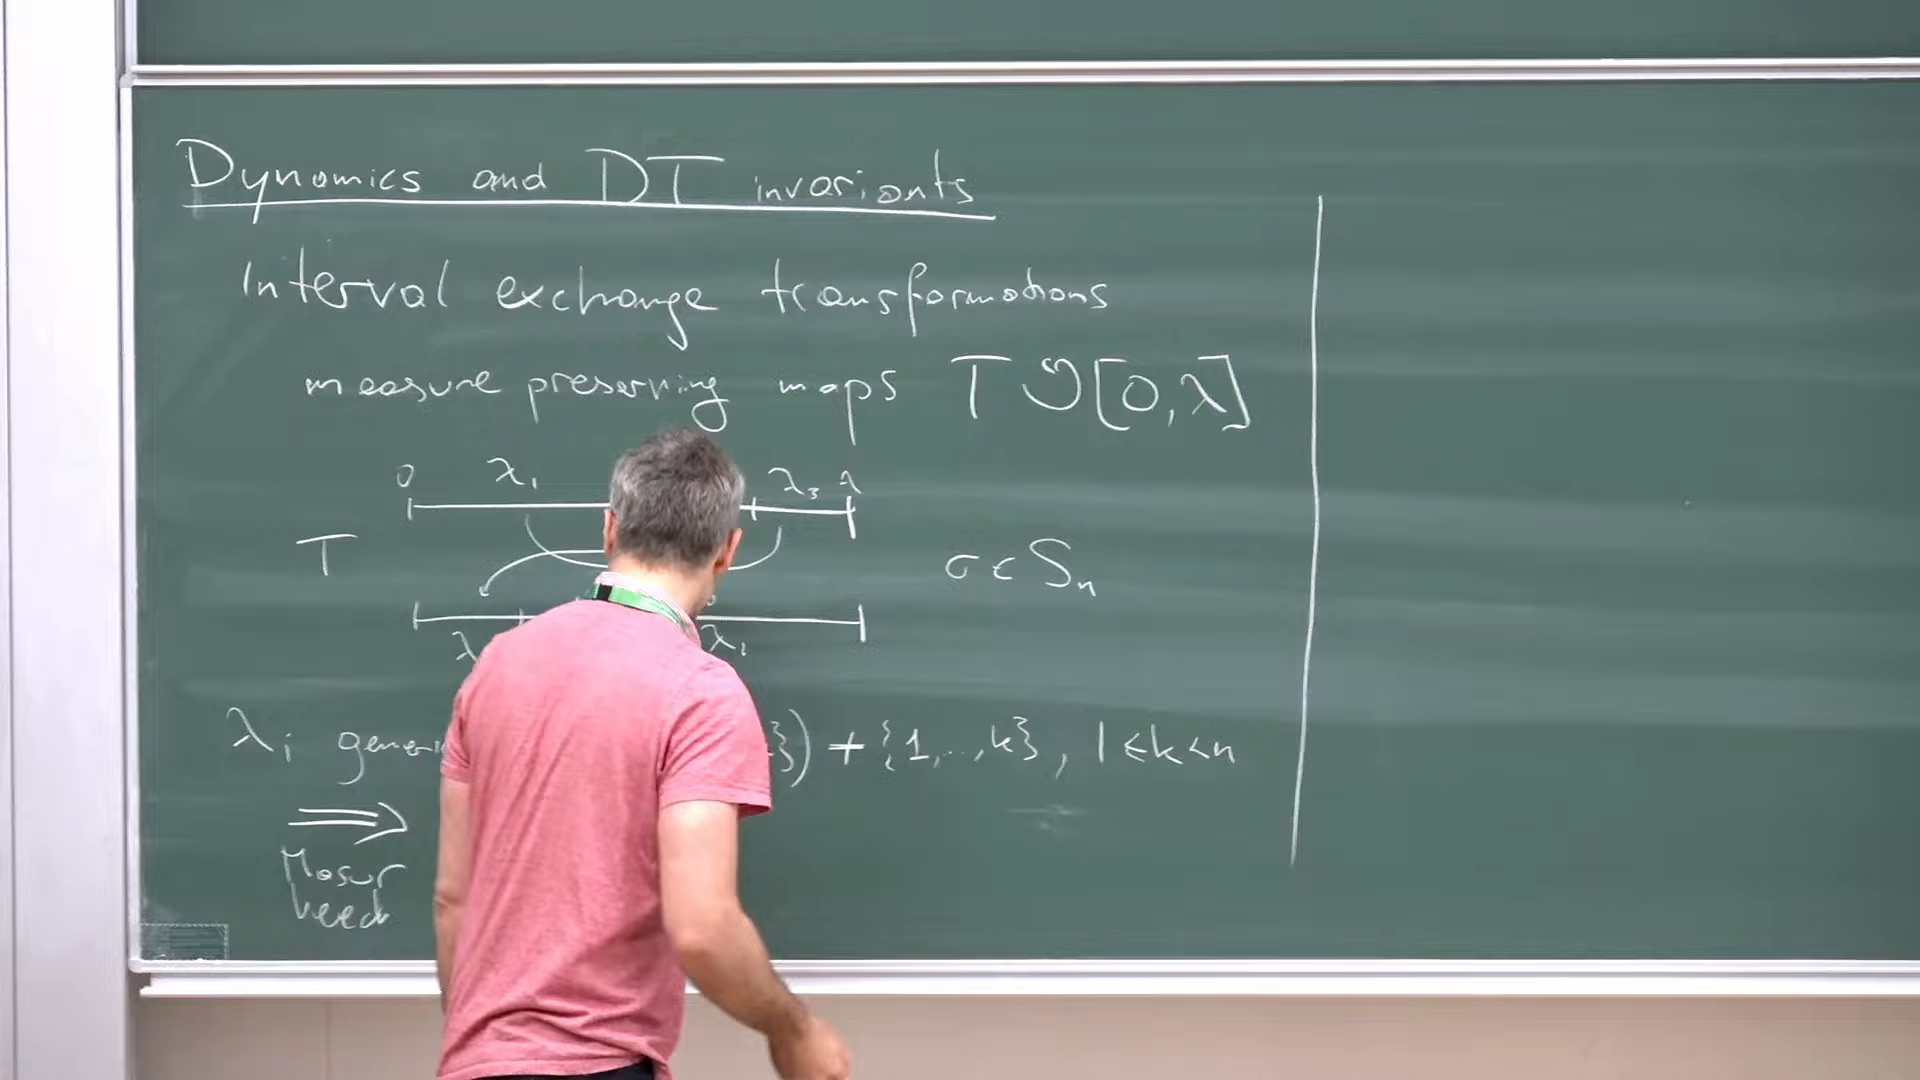 Dynamics and DT invariants
Interval exchange transformations
measure preserving maps T ↻ [0, λ]
0 λ₁ λ₃ λ
T σ ∈ Sₙ
λ λ₁
λᵢ gener }) + {1,..,k}, 1≤k<n
⟹
Masur
Veech